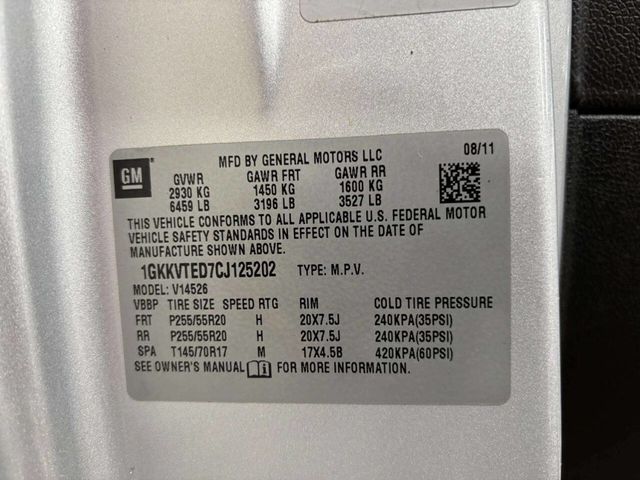 MFD BY GENERAL MOTORS LLC 08/11
GM
GVWR GAWR FRT GAWR RR
2930 KG 1450 KG 1600 KG
6459 LB 3196 LB 3527 LB
THIS VEHICLE CONFORMS TO ALL APPLICABLE U.S. FEDERAL MOTOR
VEHICLE SAFETY STANDARDS IN EFFECT ON THE DATE OF
MANUFACTURE SHOWN ABOVE.
1GKKVTED7CJ125202 TYPE: M.P.V.
MODEL: V14526
VBBP TIRE SIZE SPEED RTG RIM COLD TIRE PRESSURE
FRT P255/55R20 H 20X7.5J 240KPA(35PSI)
RR P255/55R20 H 20X7.5J 240KPA(35PSI)
SPA T145/70R17 M 17X4.5B 420KPA(60PSI)
SEE OWNER'S MANUAL FOR MORE INFORMATION.